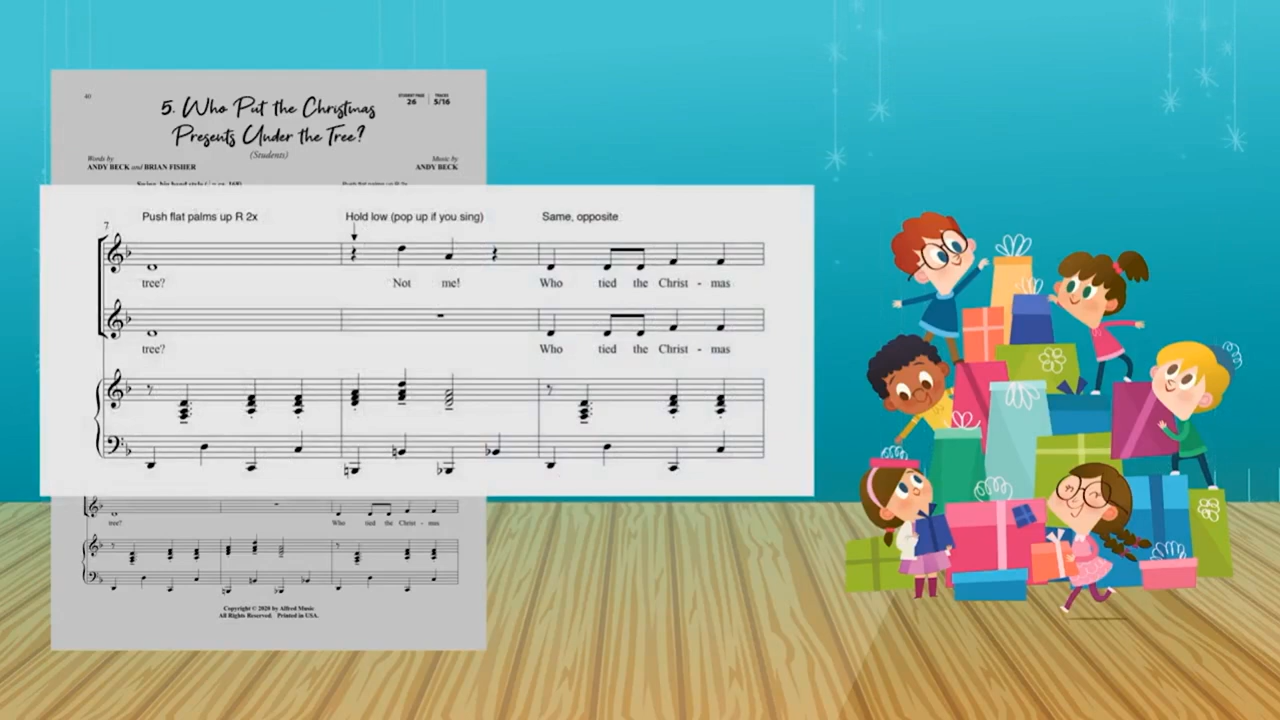 40
5. Who Put the Christmas
STUDENT PAGE
26
TRACKS
5/16
Presents Under the Tree?
(Students)
Words by
ANDY BECK and BRIAN FISHER
Music by
ANDY BECK
7
Push flat palms up R 2x
Hold low (pop up if you sing)
Same, opposite
tree?
Not me!
Who tied the Christ - mas
tree?
Who tied the Christ - mas
tree?
Who tied the Christ - mas
Copyright © 2020 by Alfred Music
All Rights Reserved. Printed in USA.